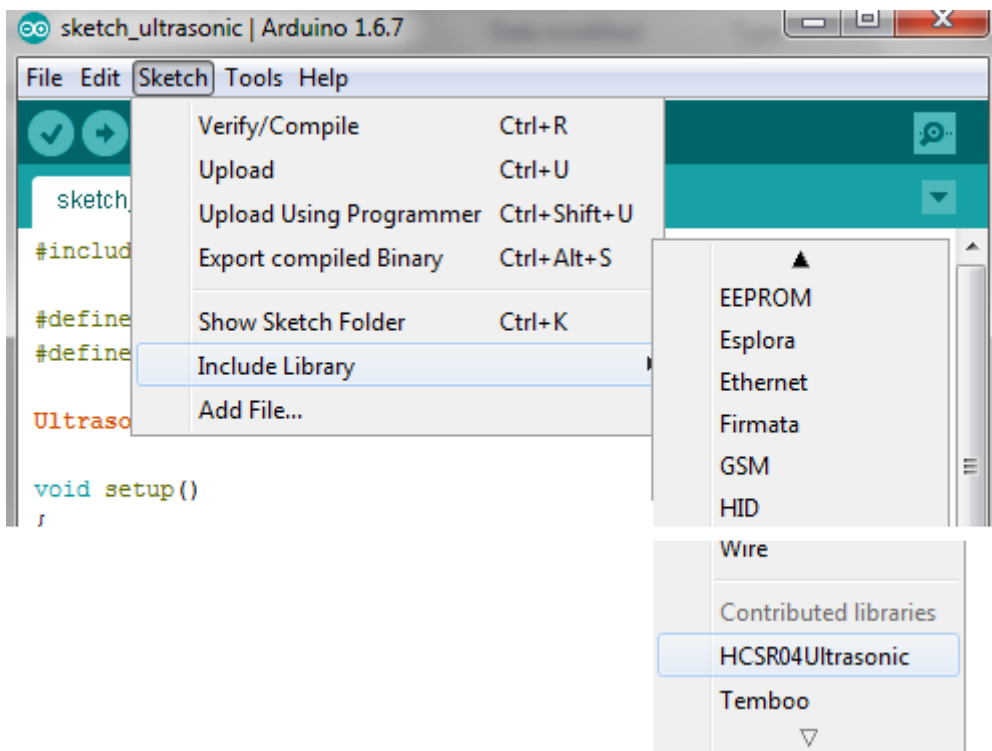 sketch_ultrasonic | Arduino 1.6.7
File Edit Sketch Tools Help
Verify/Compile Ctrl+R
Upload Ctrl+U
sketch_
Upload Using Programmer Ctrl+Shift+U
#includ
Export compiled Binary Ctrl+Alt+S
EEPROM
#define
Show Sketch Folder Ctrl+K
Esplora
#define
Include Library
Ethernet
Add File...
Ultraso
Firmata
GSM
void setup()
{
HID
Wire
Contributed libraries
HCSR04Ultrasonic
Temboo